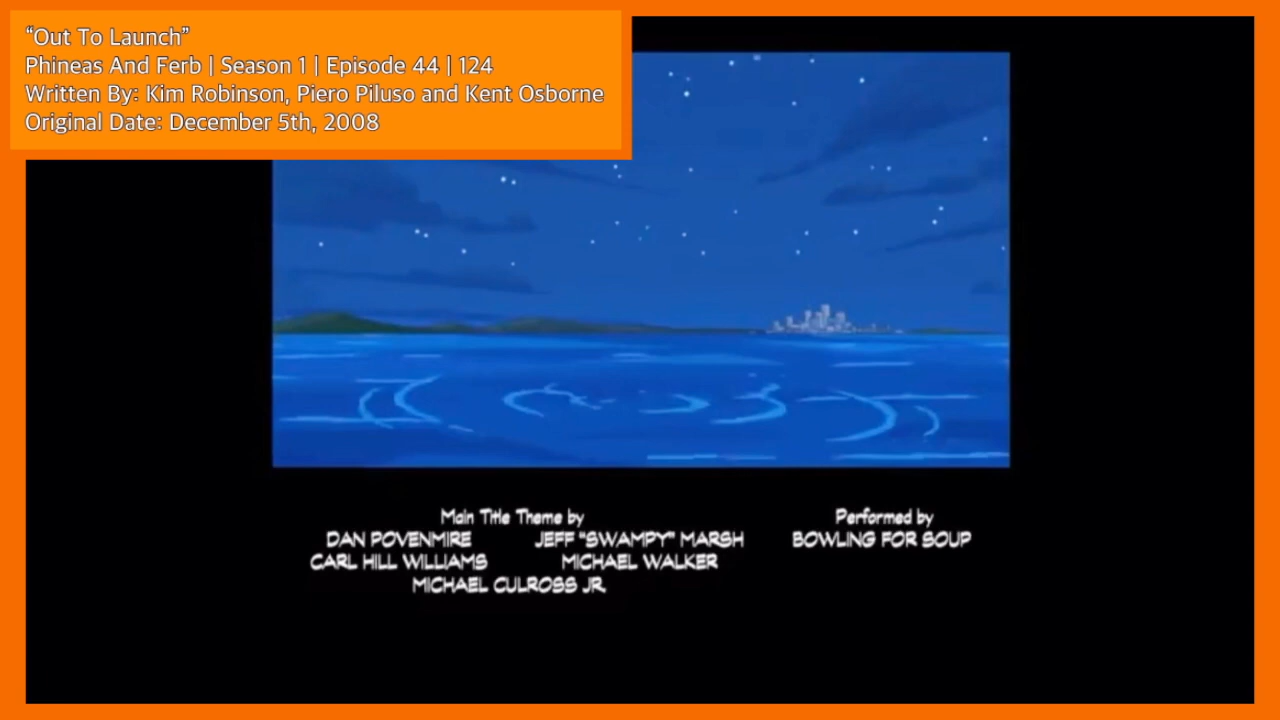 “Out To Launch”
Phineas And Ferb | Season 1 | Episode 44 | 124
Written By: Kim Robinson, Piero Piluso and Kent Osborne
Original Date: December 5th, 2008
Main Title Theme by
DAN POVENMIRE JEFF "SWAMPY" MARSH
CARL HILL WILLIAMS MICHAEL WALKER
MICHAEL CULROSS JR.
Performed by
BOWLING FOR SOUP